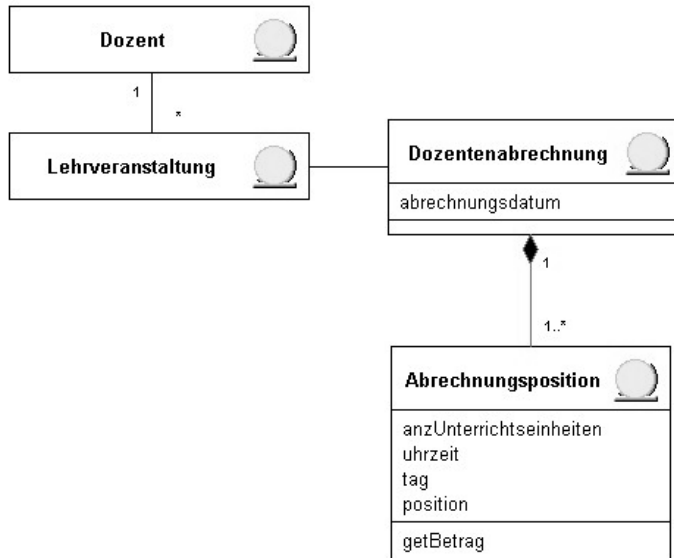 Dozent
1
*
Lehrveranstaltung
Dozentenabrechnung
abrechnungsdatum
1
1..*
Abrechnungsposition
anzUnterrichtseinheiten
uhrzeit
tag
position
getBetrag